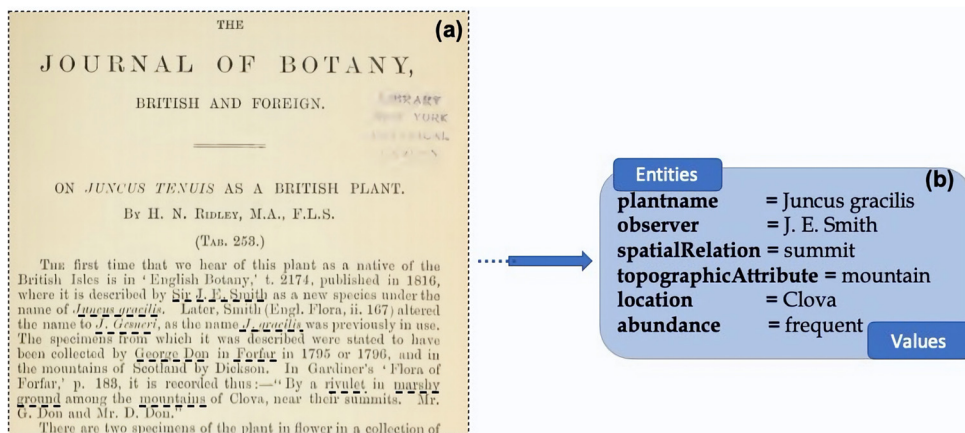 (a)
THE
JOURNAL OF BOTANY,
BRITISH AND FOREIGN.
LIBRARY
NEW YORK
BOTANICAL
GARDEN
ON JUNCUS TENUIS AS A BRITISH PLANT.
By H. N. Ridley, M.A., F.L.S.
(Tab. 253.)
The first time that we hear of this plant as a native of the
British Isles is in 'English Botany,' t. 2174, published in 1816,
where it is described by Sir J. E. Smith as a new species under the
name of Juncus gracilis. Later, Smith (Engl. Flora, ii. 167) altered
the name to J. Gesneri, as the name J. gracilis was previously in use.
The specimens from which it was described were stated to have
been collected by George Don in Forfar in 1795 or 1796, and in
the mountains of Scotland by Dickson. In Gardiner's 'Flora of
Forfar,' p. 183, it is recorded thus:—"By a rivulet in marshy
ground among the mountains of Clova, near their summits. Mr.
G. Don and Mr. D. Don."
There are two specimens of the plant in flower in a collection of
(b)
Entities
plantname = Juncus gracilis
observer = J. E. Smith
spatialRelation = summit
topographicAttribute = mountain
location = Clova
abundance = frequent
Values